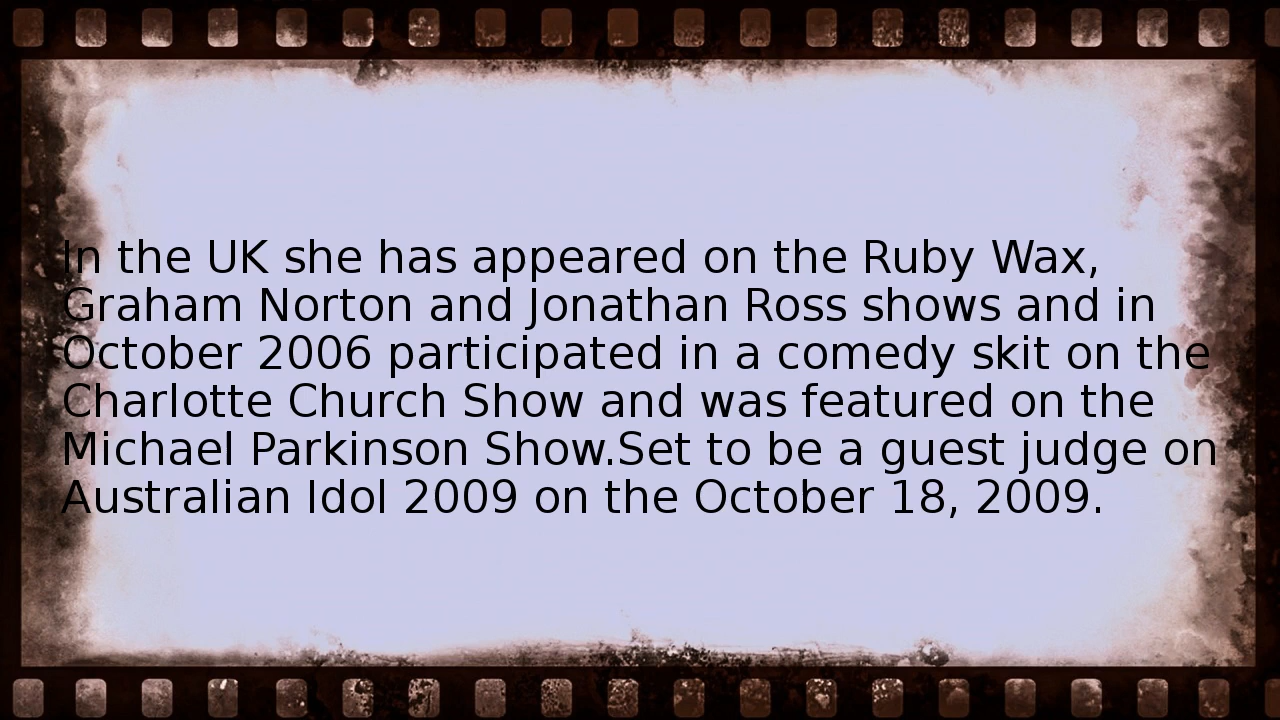 In the UK she has appeared on the Ruby Wax,
Graham Norton and Jonathan Ross shows and in
October 2006 participated in a comedy skit on the
Charlotte Church Show and was featured on the
Michael Parkinson Show.Set to be a guest judge on
Australian Idol 2009 on the October 18, 2009.